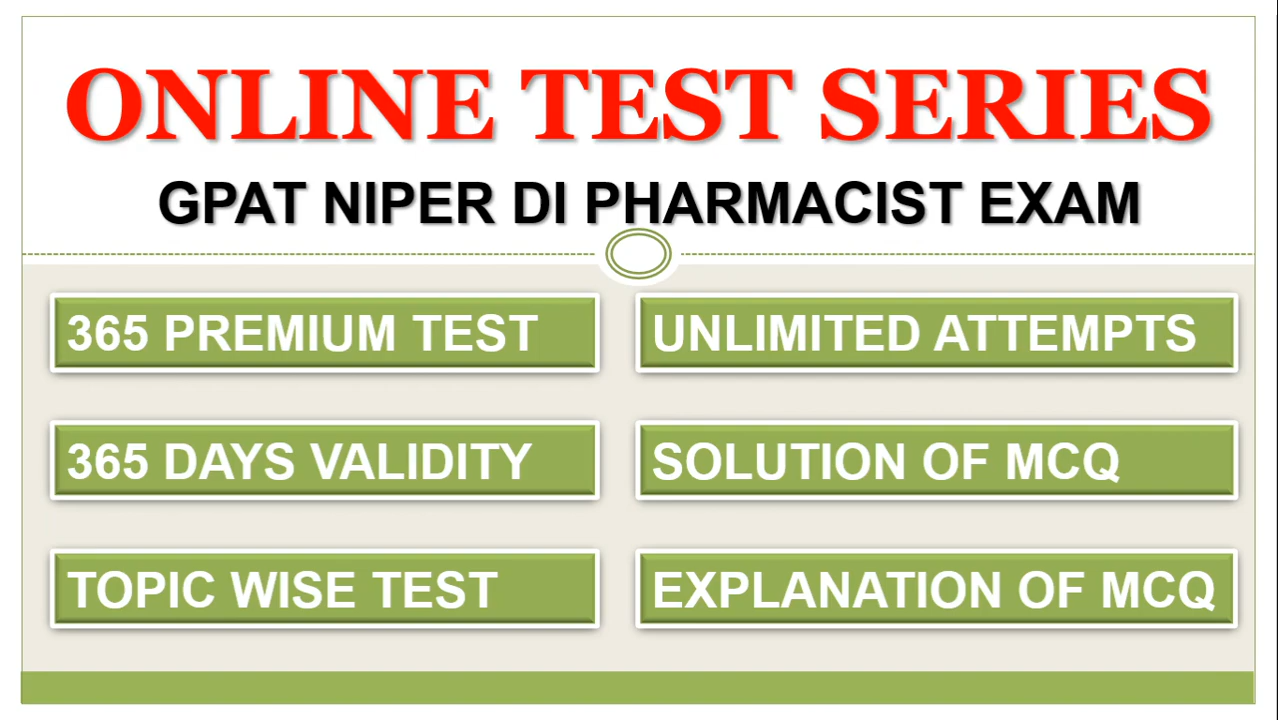 ONLINE TEST SERIES
GPAT NIPER DI PHARMACIST EXAM
365 PREMIUM TEST
UNLIMITED ATTEMPTS
365 DAYS VALIDITY
SOLUTION OF MCQ
TOPIC WISE TEST
EXPLANATION OF MCQ